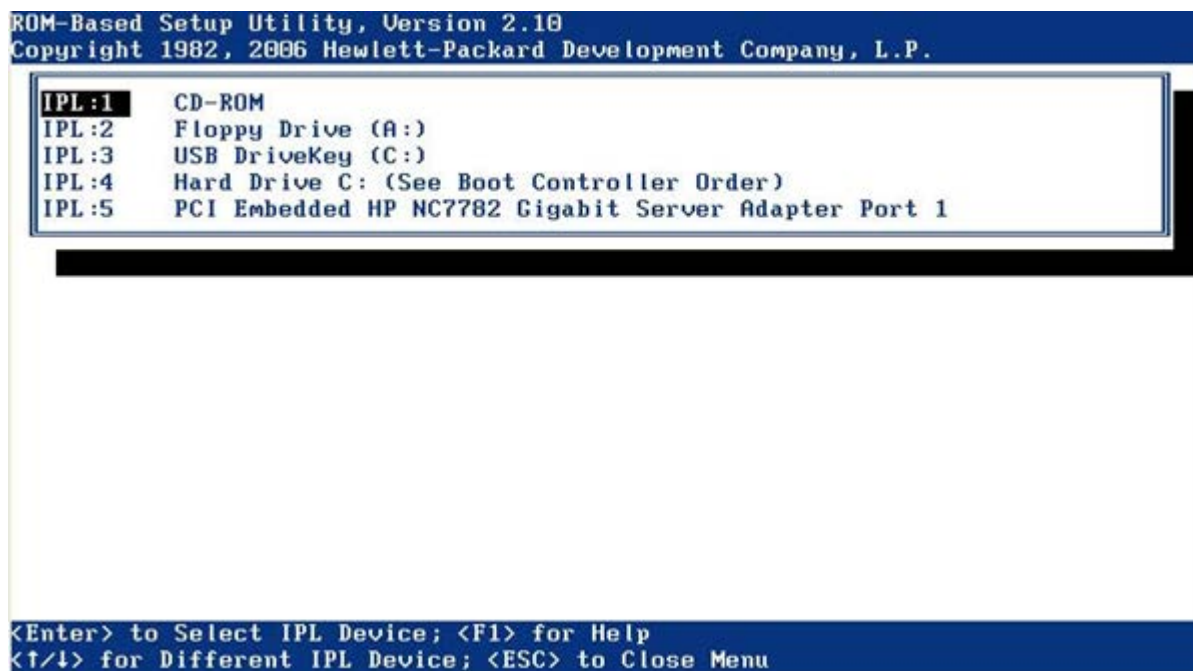 ROM-Based Setup Utility, Version 2.10
Copyright 1982, 2006 Hewlett-Packard Development Company, L.P.
IPL:1 CD-ROM
IPL:2 Floppy Drive (A:)
IPL:3 USB DriveKey (C:)
IPL:4 Hard Drive C: (See Boot Controller Order)
IPL:5 PCI Embedded HP NC7782 Gigabit Server Adapter Port 1
<Enter> to Select IPL Device; <F1> for Help
<↑/↓> for Different IPL Device; <ESC> to Close Menu